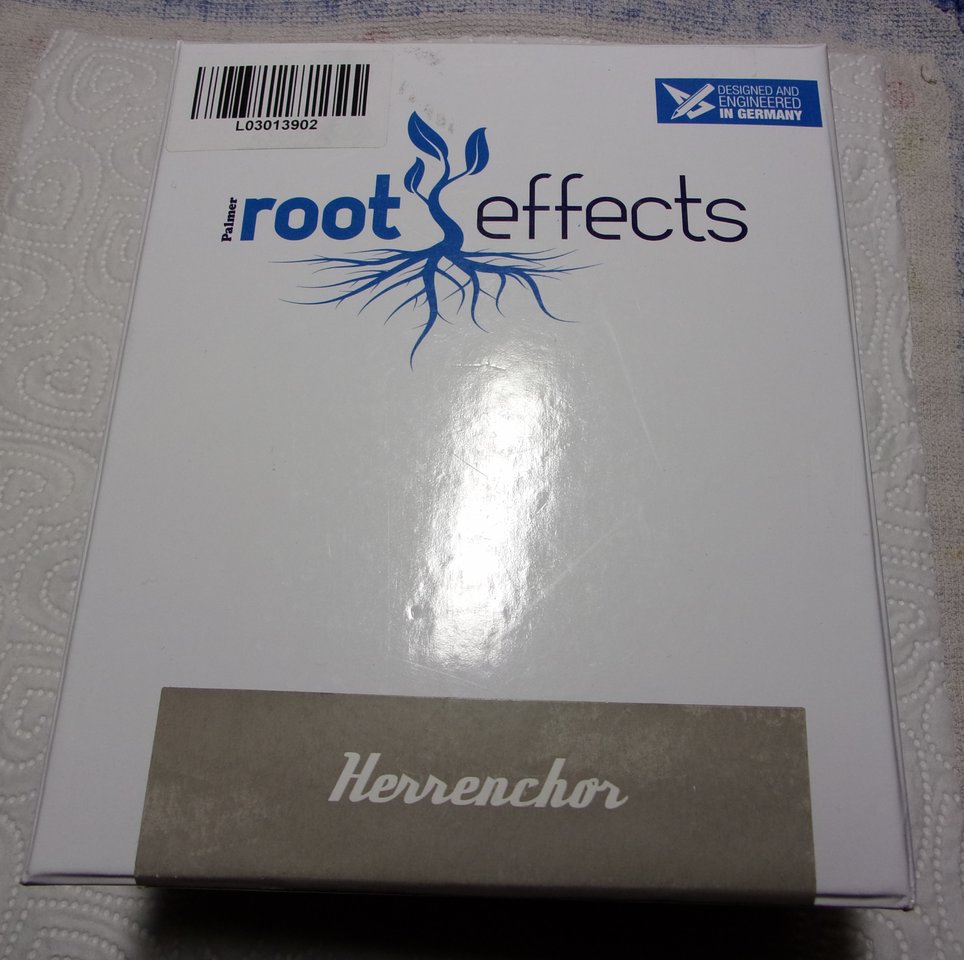 L03013902
DESIGNED AND
ENGINEERED
IN GERMANY
Palmer
root effects
Herrenchor